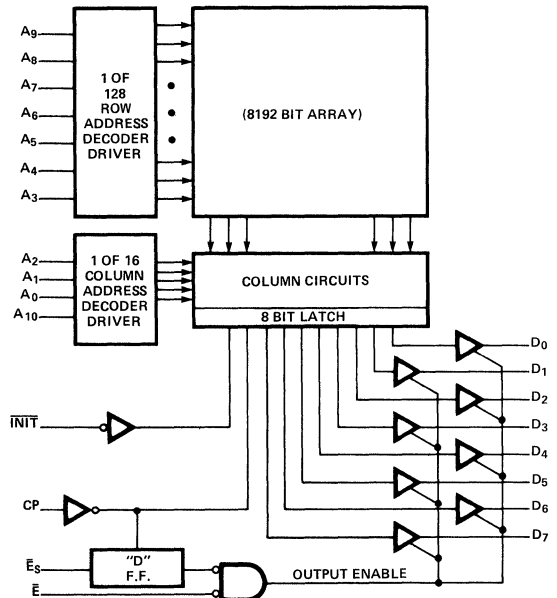 A9
A8
A7
A6
A5
A4
A3
1 OF
128
ROW
ADDRESS
DECODER
DRIVER
(8192 BIT ARRAY)
A2
A1
A0
A10
1 OF 16
COLUMN
ADDRESS
DECODER
DRIVER
COLUMN CIRCUITS
8 BIT LATCH
D0
D1
D2
D3
D4
D5
D6
D7
I̅N̅I̅T̅
CP
E̅S
E̅
"D"
F.F.
OUTPUT ENABLE